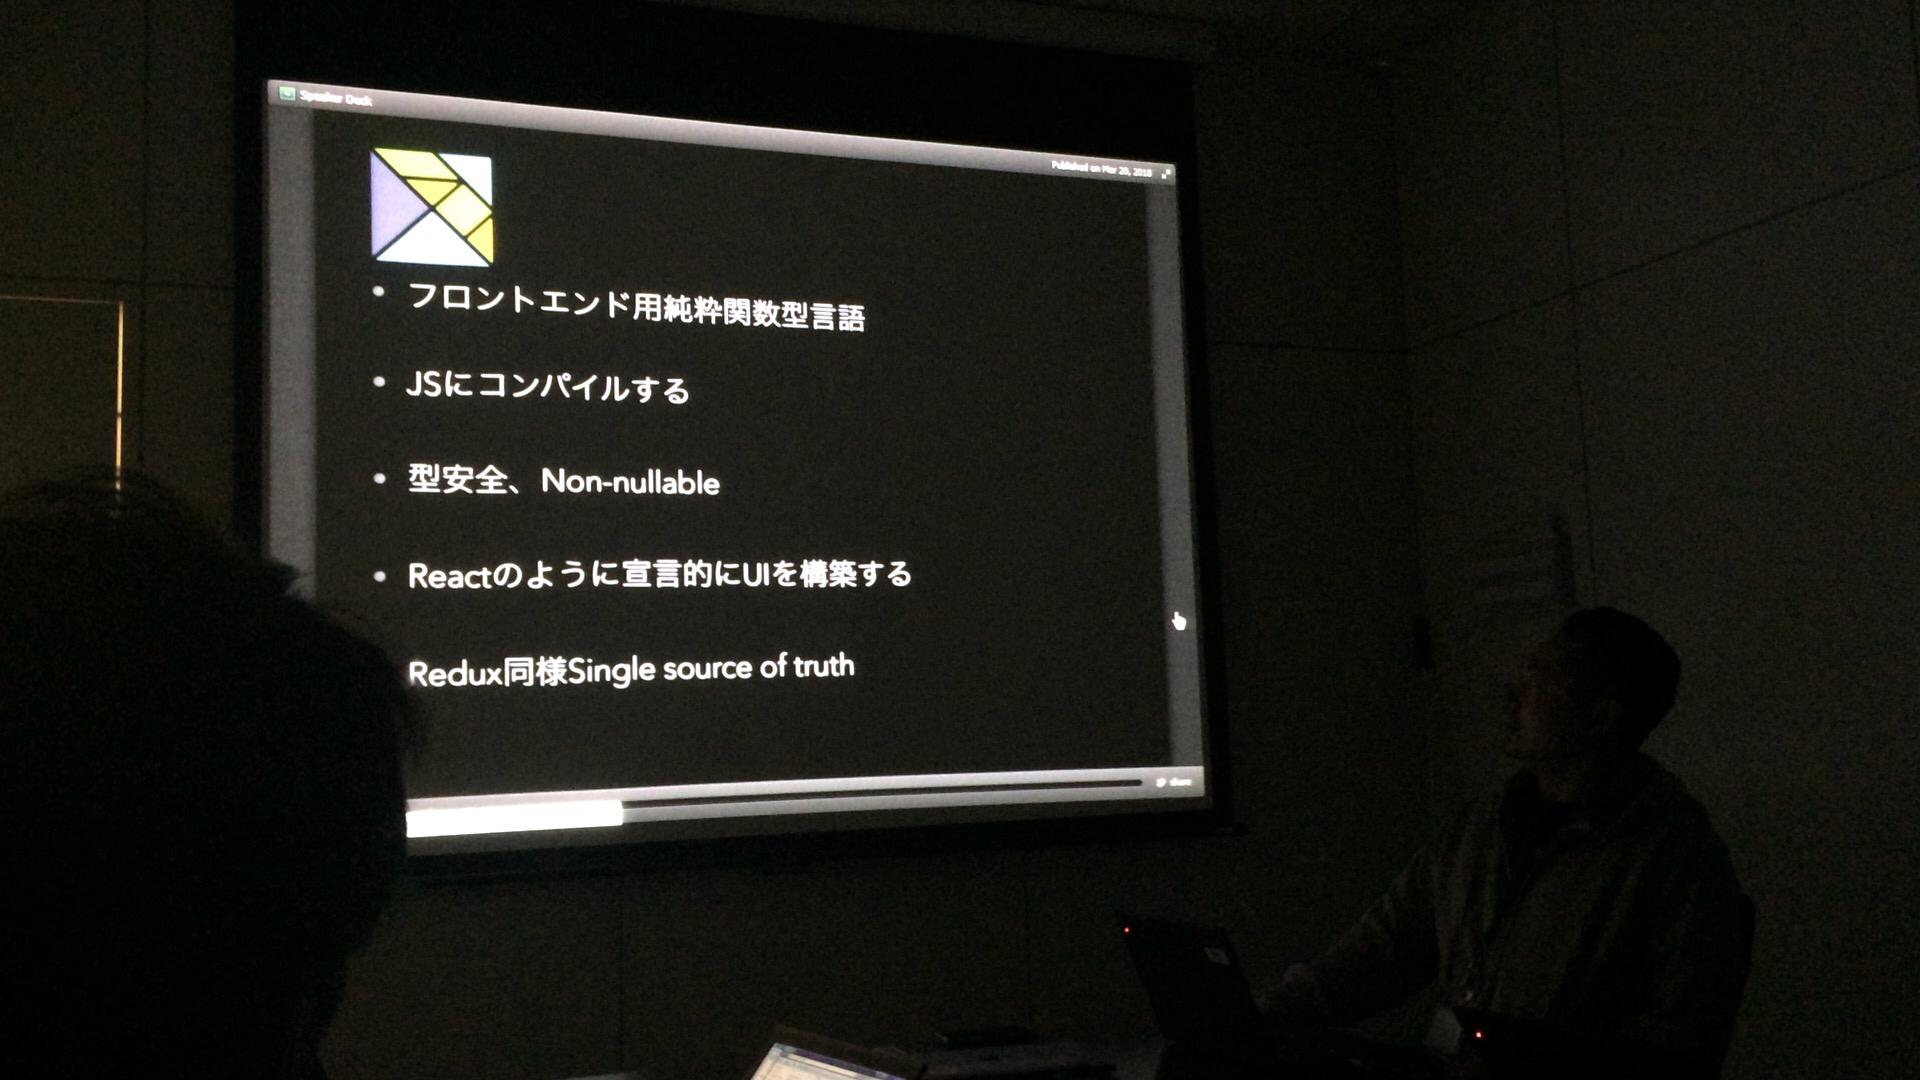 Speaker Deck
Published on Mar 20, 2018
フロントエンド用純粋関数型言語
JSにコンパイルする
型安全、Non-nullable
Reactのように宣言的にUIを構築する
Redux同様Single source of truth
share